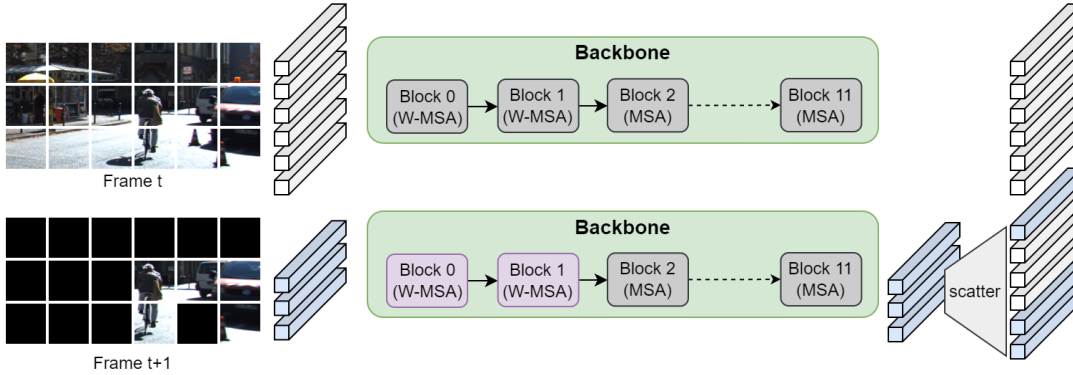 Backbone
Block 0
(W-MSA)
Block 1
(W-MSA)
Block 2
(MSA)
Block 11
(MSA)
Frame t
Backbone
Block 0
(W-MSA)
Block 1
(W-MSA)
Block 2
(MSA)
Block 11
(MSA)
scatter
Frame t+1